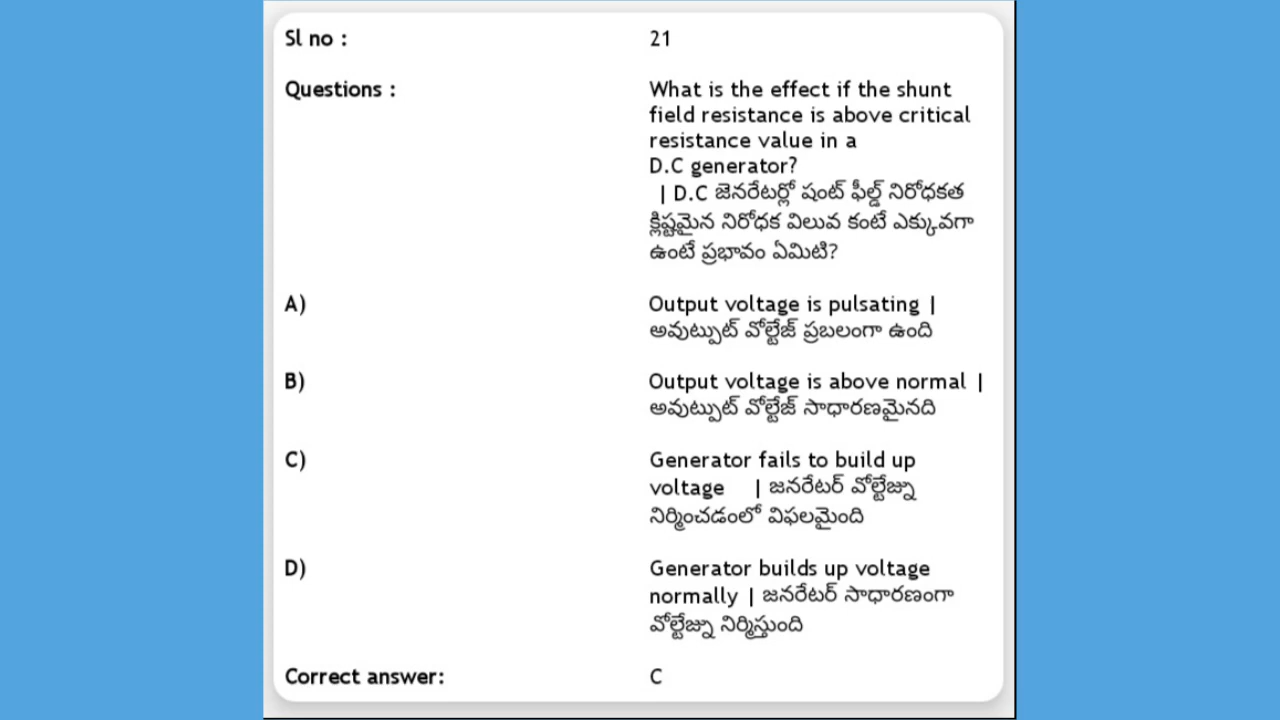 Sl no : 21
Questions : What is the effect if the shunt
field resistance is above critical
resistance value in a
D.C generator?
| D.C జెనరేటర్లో షంట్ ఫీల్డ్ నిరోధకత
క్లిష్టమైన నిరోధక విలువ కంటే ఎక్కువగా
ఉంటే ప్రభావం ఏమిటి?
A) Output voltage is pulsating |
అవుట్పుట్ వోల్టేజ్ ప్రబలంగా ఉంది
B) Output voltage is above normal |
అవుట్పుట్ వోల్టేజ్ సాధారణమైనది
C) Generator fails to build up
voltage | జనరేటర్ వోల్టేజ్ను
నిర్మించడంలో విఫలమైంది
D) Generator builds up voltage
normally | జనరేటర్ సాధారణంగా
వోల్టేజ్ను నిర్మిస్తుంది
Correct answer: C